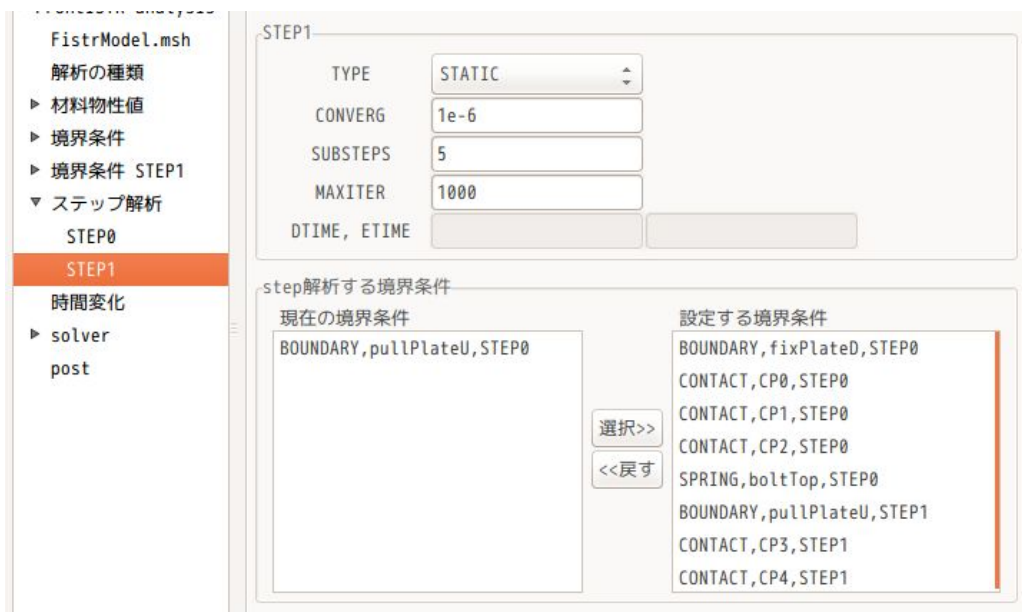 FistrModel.msh
解析の種類
材料物性値
境界条件
境界条件 STEP1
ステップ解析
STEP0
STEP1
時間変化
solver
post
STEP1
TYPE STATIC
CONVERG 1e-6
SUBSTEPS 5
MAXITER 1000
DTIME, ETIME
step解析する境界条件
現在の境界条件
BOUNDARY,pullPlateU,STEP0
選択>>
<<戻す
設定する境界条件
BOUNDARY,fixPlateD,STEP0
CONTACT,CP0,STEP0
CONTACT,CP1,STEP0
CONTACT,CP2,STEP0
SPRING,boltTop,STEP0
BOUNDARY,pullPlateU,STEP1
CONTACT,CP3,STEP1
CONTACT,CP4,STEP1